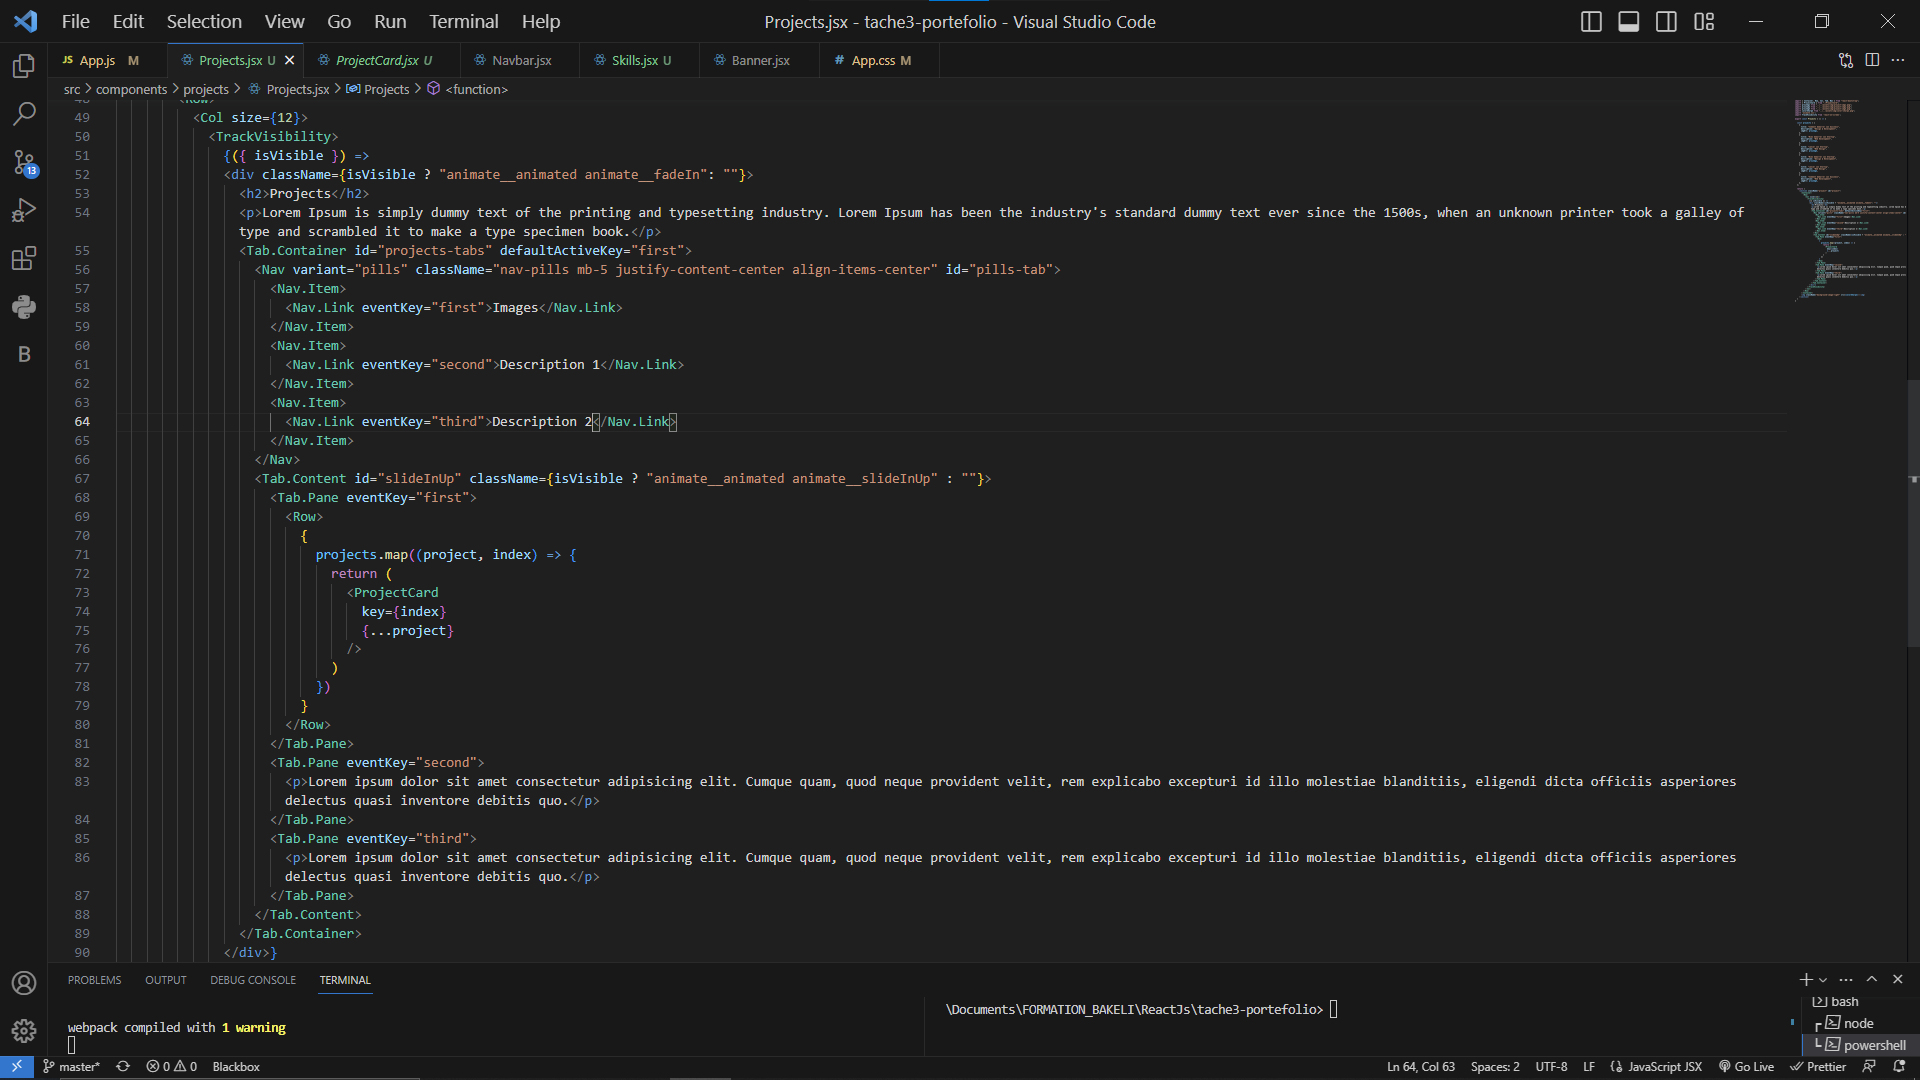 File Edit Selection View Go Run Terminal Help
Projects.jsx - tache3-portefolio - Visual Studio Code
JS App.js M
Projects.jsx U
ProjectCard.jsx U
Navbar.jsx
Skills.jsx U
Banner.jsx
# App.css M
src > components > projects > Projects.jsx > Projects > <function>
13
B
48 <Row>
49 <Col size={12}>
50 <TrackVisibility>
51 {({ isVisible }) =>
52 <div className={isVisible ? "animate__animated animate__fadeIn": ""}>
53 <h2>Projects</h2>
54 <p>Lorem Ipsum is simply dummy text of the printing and typesetting industry. Lorem Ipsum has been the industry's standard dummy text ever since the 1500s, when an unknown printer took a galley of
type and scrambled it to make a type specimen book.</p>
55 <Tab.Container id="projects-tabs" defaultActiveKey="first">
56 <Nav variant="pills" className="nav-pills mb-5 justify-content-center align-items-center" id="pills-tab">
57 <Nav.Item>
58 <Nav.Link eventKey="first">Images</Nav.Link>
59 </Nav.Item>
60 <Nav.Item>
61 <Nav.Link eventKey="second">Description 1</Nav.Link>
62 </Nav.Item>
63 <Nav.Item>
64 <Nav.Link eventKey="third">Description 2</Nav.Link>
65 </Nav.Item>
66 </Nav>
67 <Tab.Content id="slideInUp" className={isVisible ? "animate__animated animate__slideInUp" : ""}>
68 <Tab.Pane eventKey="first">
69 <Row>
70 {
71 projects.map((project, index) => {
72 return (
73 <ProjectCard
74 key={index}
75 {...project}
76 />
77 )
78 })
79 }
80 </Row>
81 </Tab.Pane>
82 <Tab.Pane eventKey="second">
83 <p>Lorem ipsum dolor sit amet consectetur adipisicing elit. Cumque quam, quod neque provident velit, rem explicabo excepturi id illo molestiae blanditiis, eligendi dicta officiis asperiores
delectus quasi inventore debitis quo.</p>
84 </Tab.Pane>
85 <Tab.Pane eventKey="third">
86 <p>Lorem ipsum dolor sit amet consectetur adipisicing elit. Cumque quam, quod neque provident velit, rem explicabo excepturi id illo molestiae blanditiis, eligendi dicta officiis asperiores
delectus quasi inventore debitis quo.</p>
87 </Tab.Pane>
88 </Tab.Content>
89 </Tab.Container>
90 </div>}
PROBLEMS OUTPUT DEBUG CONSOLE TERMINAL
webpack compiled with 1 warning
\Documents\FORMATION_BAKELI\ReactJs\tache3-portefolio>
bash
node
powershell
master* 0 0 Blackbox
Ln 64, Col 63 Spaces: 2 UTF-8 LF JavaScript JSX Go Live Prettier